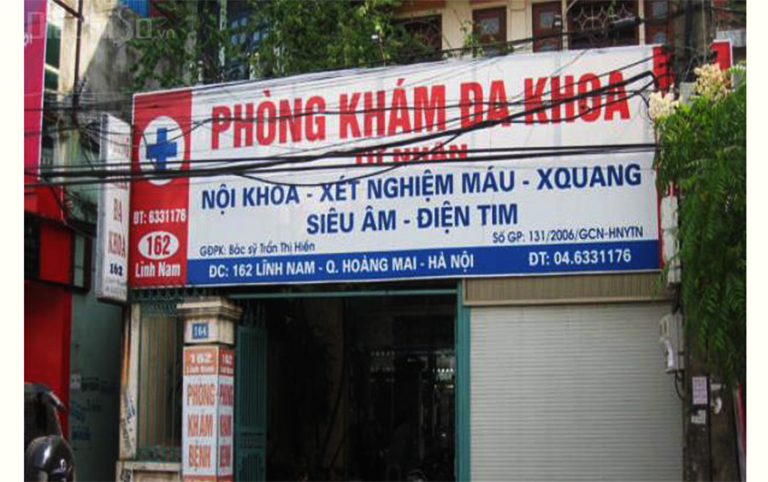 PHÒNG KHÁM ĐA KHOA
TƯ NHÂN
NỘI KHOA - XÉT NGHIỆM MÁU - XQUANG
SIÊU ÂM - ĐIỆN TIM
ĐT: 6331176
162
Lĩnh Nam
GĐPK: Bác sỹ Trần Thị Hiền
Số GP: 131/2006/GCN-HNYTN
DC: 162 LĨNH NAM - Q. HOÀNG MAI - HÀ NỘI
ĐT: 04.6331176
ĐA
KHOA
162
166
162
Lĩnh Nam
PHÒNG
KHÁM
BỆNH